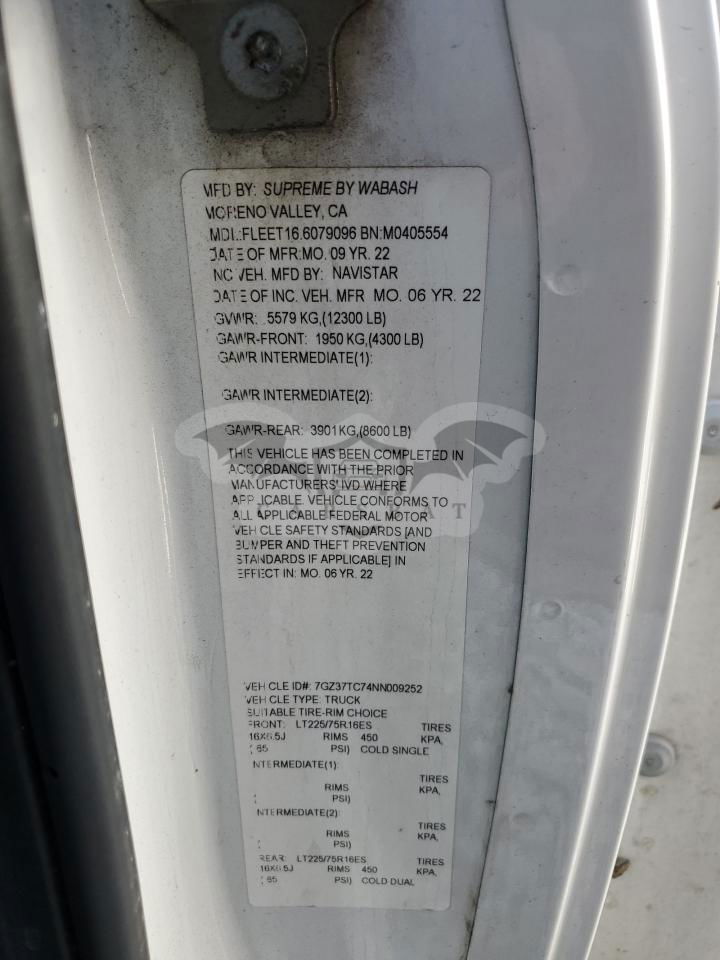 MFD BY: SUPREME BY WABASH
MORENO VALLEY, CA
MDL:FLEET16.6079096 BN:M0405554
DATE OF MFR:MO. 09 YR. 22
INC VEH. MFD BY: NAVISTAR
DATE OF INC. VEH. MFR MO. 06 YR. 22
GVWR: 5579 KG,(12300 LB)
GAWR-FRONT: 1950 KG,(4300 LB)
GAWR INTERMEDIATE(1):
GAWR INTERMEDIATE(2):
GAWR-REAR: 3901KG,(8600 LB)
THIS VEHICLE HAS BEEN COMPLETED IN
ACCORDANCE WITH THE PRIOR
MANUFACTURERS' IVD WHERE
APPLICABLE. VEHICLE CONFORMS TO
ALL APPLICABLE FEDERAL MOTOR
VEHICLE SAFETY STANDARDS [AND
BUMPER AND THEFT PREVENTION
STANDARDS IF APPLICABLE] IN
EFFECT IN: MO. 06 YR. 22
VEHICLE ID#: 7GZ37TC74NN009252
VEHICLE TYPE: TRUCK
SUITABLE TIRE-RIM CHOICE
FRONT: LT225/75R16ES TIRES
16X6.5J RIMS 450 KPA,
( 65 PSI) COLD SINGLE
INTERMEDIATE(1): TIRES
RIMS KPA,
( PSI)
INTERMEDIATE(2): TIRES
RIMS KPA,
( PSI)
REAR: LT225/75R16ES TIRES
16X6.5J RIMS 450 KPA,
( 65 PSI) COLD DUAL